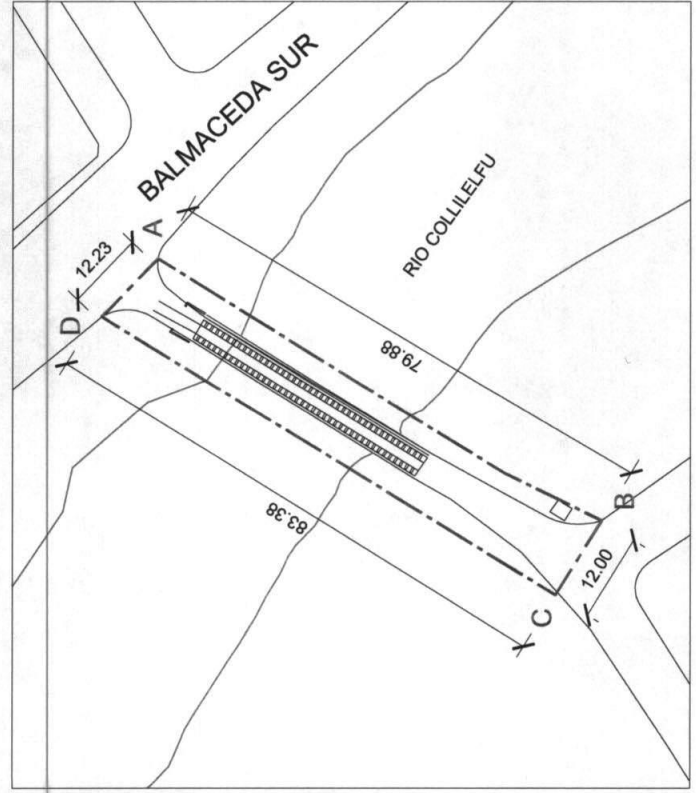 BALMACEDA SUR
12.23
A
D
RIO COLLILELFU
79.88
83.38
B
12.00
C